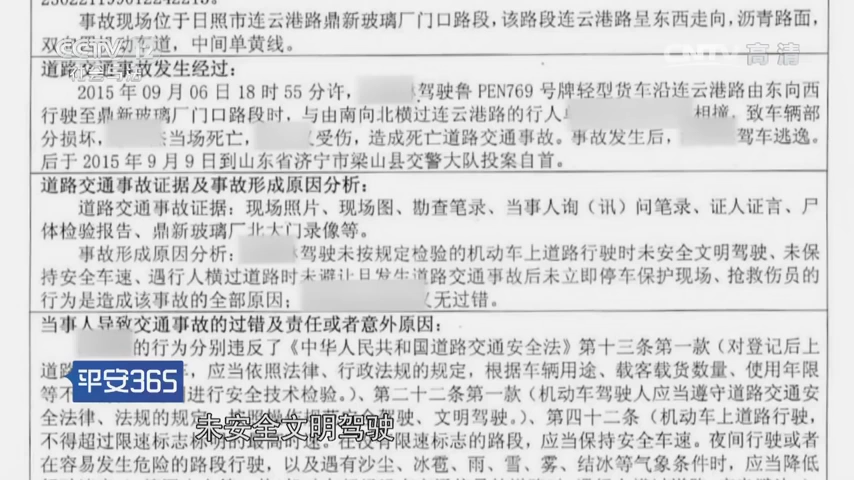 事故现场位于日照市连云港路鼎新玻璃厂门口路段，该路段连云港路呈东西走向，沥青路面，
机动车道，中间单黄线。
CCTV 12
社会与法
CNTV 高清
道路交通事故发生经过：
2015年09月06日18时55分许， 驾驶鲁PEN769号牌轻型货车沿连云港路由东向西
行驶至鼎新玻璃厂门口路段时，与由南向北横过连云港路的行人 相撞，致车辆部
分损坏， 当场死亡， 受伤，造成死亡道路交通事故。事故发生后， 驾车逃逸。
后于2015年9月9日到山东省济宁市梁山县交警大队投案自首。
道路交通事故证据及事故形成原因分析：
道路交通事故证据：现场照片、现场图、勘查笔录、当事人询（讯）问笔录、证人证言、尸
体检验报告、鼎新玻璃厂北大门录像等。
事故形成原因分析： 驾驶未按规定检验的机动车上道路行驶时未安全文明驾驶、未保
持安全车速、遇行人横过道路时未避让且发生道路交通事故后未立即停车保护现场、抢救伤员的
行为是造成该事故的全部原因； 无过错。
当事人导致交通事故的过错及责任或者意外原因：
的行为分别违反了《中华人民共和国道路交通安全法》第十三条第一款（对登记后上
道路 ，应当依照法律、行政法规的规定，根据车辆用途、载客载货数量、使用年限
等不 进行安全技术检验。）、第二十二条第一款（机动车驾驶人应当遵守道路交通安
全法律、法规的规定， 安全驾驶、文明驾驶。）、第四十二条（机动车上道路行驶，
不得超过限速标志标明的最高时速。在没有限速标志的路段，应当保持安全车速。夜间行驶或者
在容易发生危险的路段行驶，以及遇有沙尘、冰雹、雨、雪、雾、结冰等气象条件时，应当降低
平安365
未安全文明驾驶